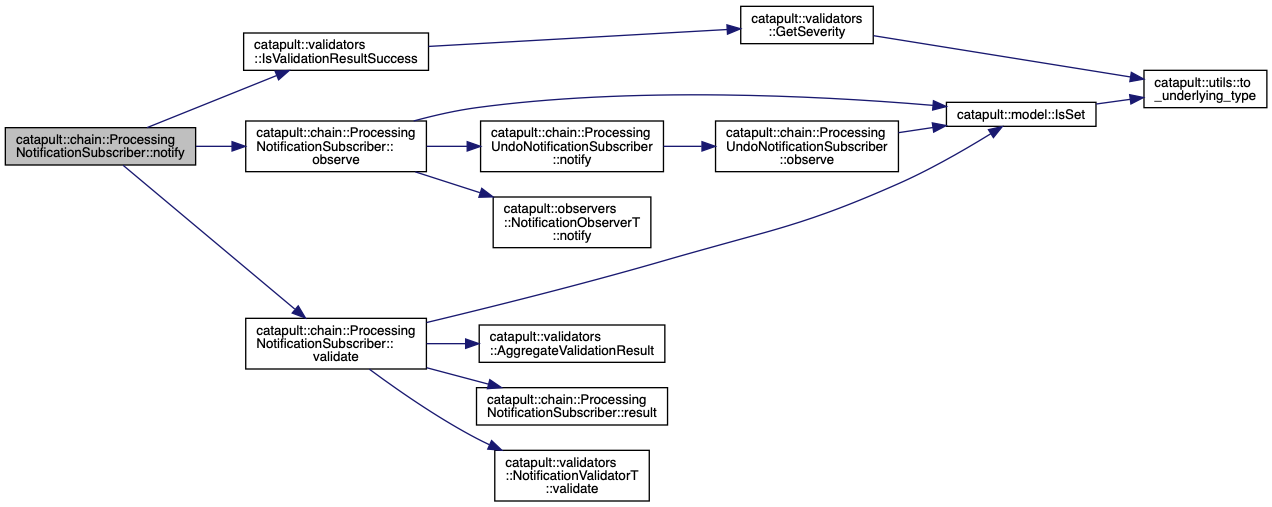 catapult::chain::Processing
NotificationSubscriber::notify
catapult::validators
::IsValidationResultSuccess
catapult::validators
::GetSeverity
catapult::utils::to
_underlying_type
catapult::chain::Processing
NotificationSubscriber::
observe
catapult::model::IsSet
catapult::chain::Processing
UndoNotificationSubscriber
::notify
catapult::chain::Processing
UndoNotificationSubscriber
::observe
catapult::observers
::NotificationObserverT
::notify
catapult::chain::Processing
NotificationSubscriber::
validate
catapult::validators
::AggregateValidationResult
catapult::chain::Processing
NotificationSubscriber::result
catapult::validators
::NotificationValidatorT
::validate